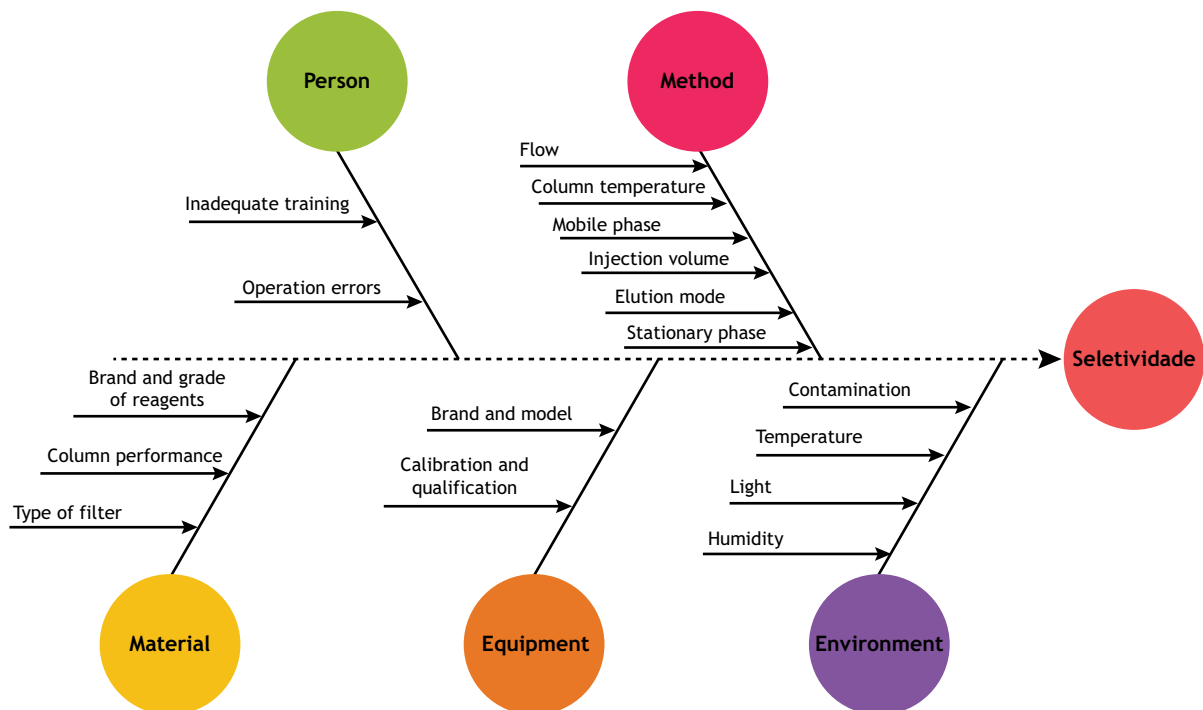 Person
Method
Flow
Column temperature
Inadequate training
Mobile phase
Injection volume
Operation errors
Elution mode
Stationary phase
Seletividade
Brand and grade
of reagents
Column performance
Type of filter
Brand and model
Calibration and
qualification
Contamination
Temperature
Light
Humidity
Material
Equipment
Environment